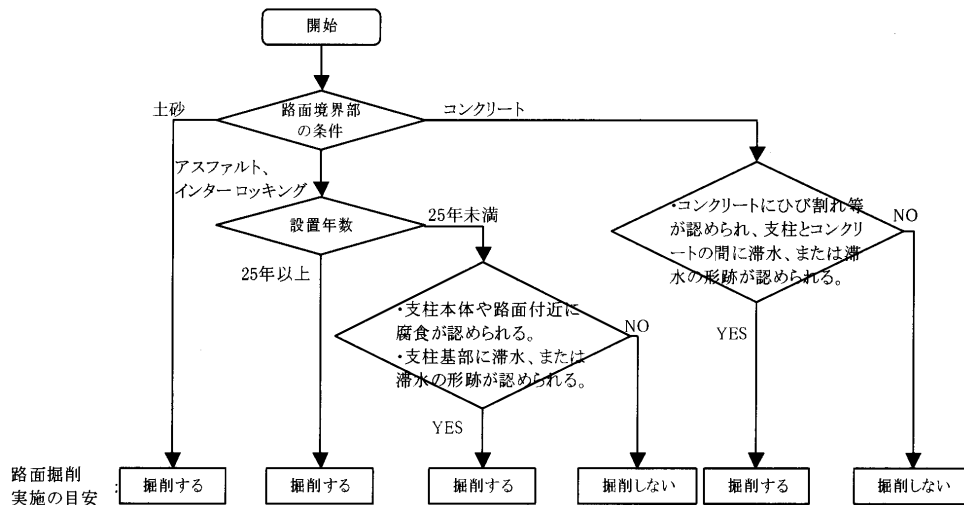 開始
路面境界部
の条件
土砂
コンクリート
アスファルト、
インターロッキング
設置年数
25年未満
25年以上
・コンクリートにひび割れ等
が認められ、支柱とコンクリ
ートの間に滞水、または滞
水の形跡が認められる。
NO
YES
・支柱本体や路面付近に
腐食が認められる。
・支柱基部に滞水、または
滞水の形跡が認められる。
NO
YES
路面掘削
実施の目安 :
掘削する
掘削する
掘削する
掘削しない
掘削する
掘削しない